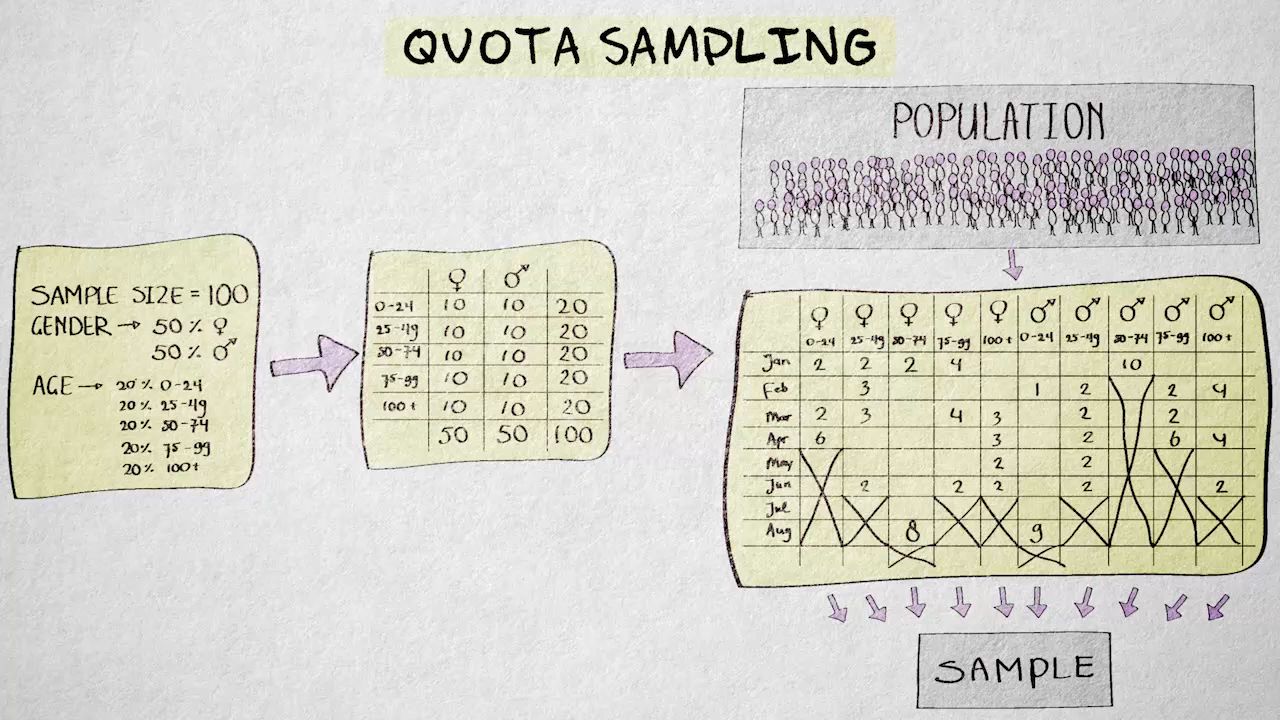 QUOTA SAMPLING
SAMPLE SIZE = 100
GENDER → 50 % ♀
50 % ♂
AGE → 20 % 0-24
20 % 25-49
20 % 50-74
20 % 75-99
20 % 100+
♀ ♂
0-24 10 10 20
25-49 10 10 20
50-74 10 10 20
75-99 10 10 20
100+ 10 10 20
50 50 100
POPULATION
♀ ♀ ♀ ♀ ♀ ♂ ♂ ♂ ♂ ♂
0-24 25-49 50-74 75-99 100+ 0-24 25-49 50-74 75-99 100+
Jan 2 2 2 4 10
Feb 3 1 2 2 4
Mar 2 3 4 3 2 2
Apr 6 3 2 6 4
May 2 2
Jun 2 2 2 2 2
Jul
Aug 8 9
SAMPLE